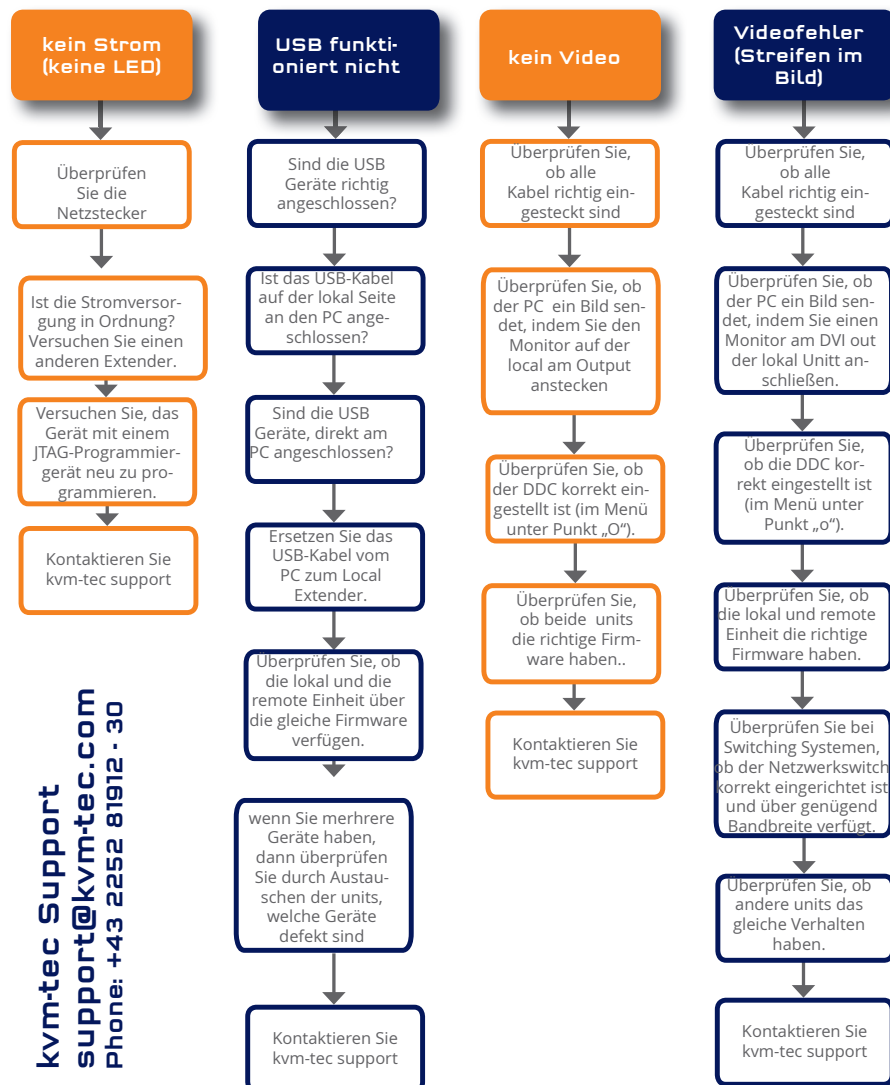 kein Strom
(keine LED)
Überprüfen
Sie die
Netzstecker
Ist die Stromversor-
gung in Ordnung?
Versuchen Sie einen
anderen Extender.
Versuchen Sie, das
Gerät mit einem
JTAG-Programmier-
gerät neu zu pro-
grammieren.
Kontaktieren Sie
kvm-tec support
USB funkti-
oniert nicht
Sind die USB
Geräte richtig
angeschlossen?
Ist das USB-Kabel
auf der lokal Seite
an den PC ange-
schlossen?
Sind die USB
Geräte, direkt am
PC angeschlossen?
Ersetzen Sie das
USB-Kabel vom
PC zum Local
Extender.
Überprüfen Sie, ob
die lokal und die
remote Einheit über
die gleiche Firmware
verfügen.
wenn Sie merhrere
Geräte haben,
dann überprüfen
Sie durch Austau-
schen der units,
welche Geräte
defekt sind
Kontaktieren Sie
kvm-tec support
kein Video
Überprüfen Sie,
ob alle
Kabel richtig ein-
gesteckt sind
Überprüfen Sie, ob
der PC ein Bild sen-
det, indem Sie den
Monitor auf der
local am Output
anstecken
Überprüfen Sie, ob
der DDC korrekt ein-
gestellt ist (im Menü
unter Punkt „O“).
Überprüfen Sie,
ob beide units
die richtige Firm-
ware haben..
Kontaktieren Sie
kvm-tec support
Videofehler
(Streifen im
Bild)
Überprüfen Sie,
ob alle
Kabel richtig ein-
gesteckt sind
Überprüfen Sie, ob
der PC ein Bild sen-
det, indem Sie einen
Monitor am DVI out
der lokal Unitt an-
schließen.
Überprüfen Sie,
ob die DDC kor-
rekt eingestellt ist
(im Menü unter
Punkt „o“).
Überprüfen Sie, ob
die lokal und remote
Einheit die richtige
Firmware haben.
Überprüfen Sie bei
Switching Systemen,
ob der Netzwerkswitch
korrekt eingerichtet ist
und über genügend
Bandbreite verfügt.
Überprüfen Sie, ob
andere units das
gleiche Verhalten
haben.
Kontaktieren Sie
kvm-tec support
kvm-tec Support
support@kvm-tec.com
Phone: +43 2252 81912 - 30